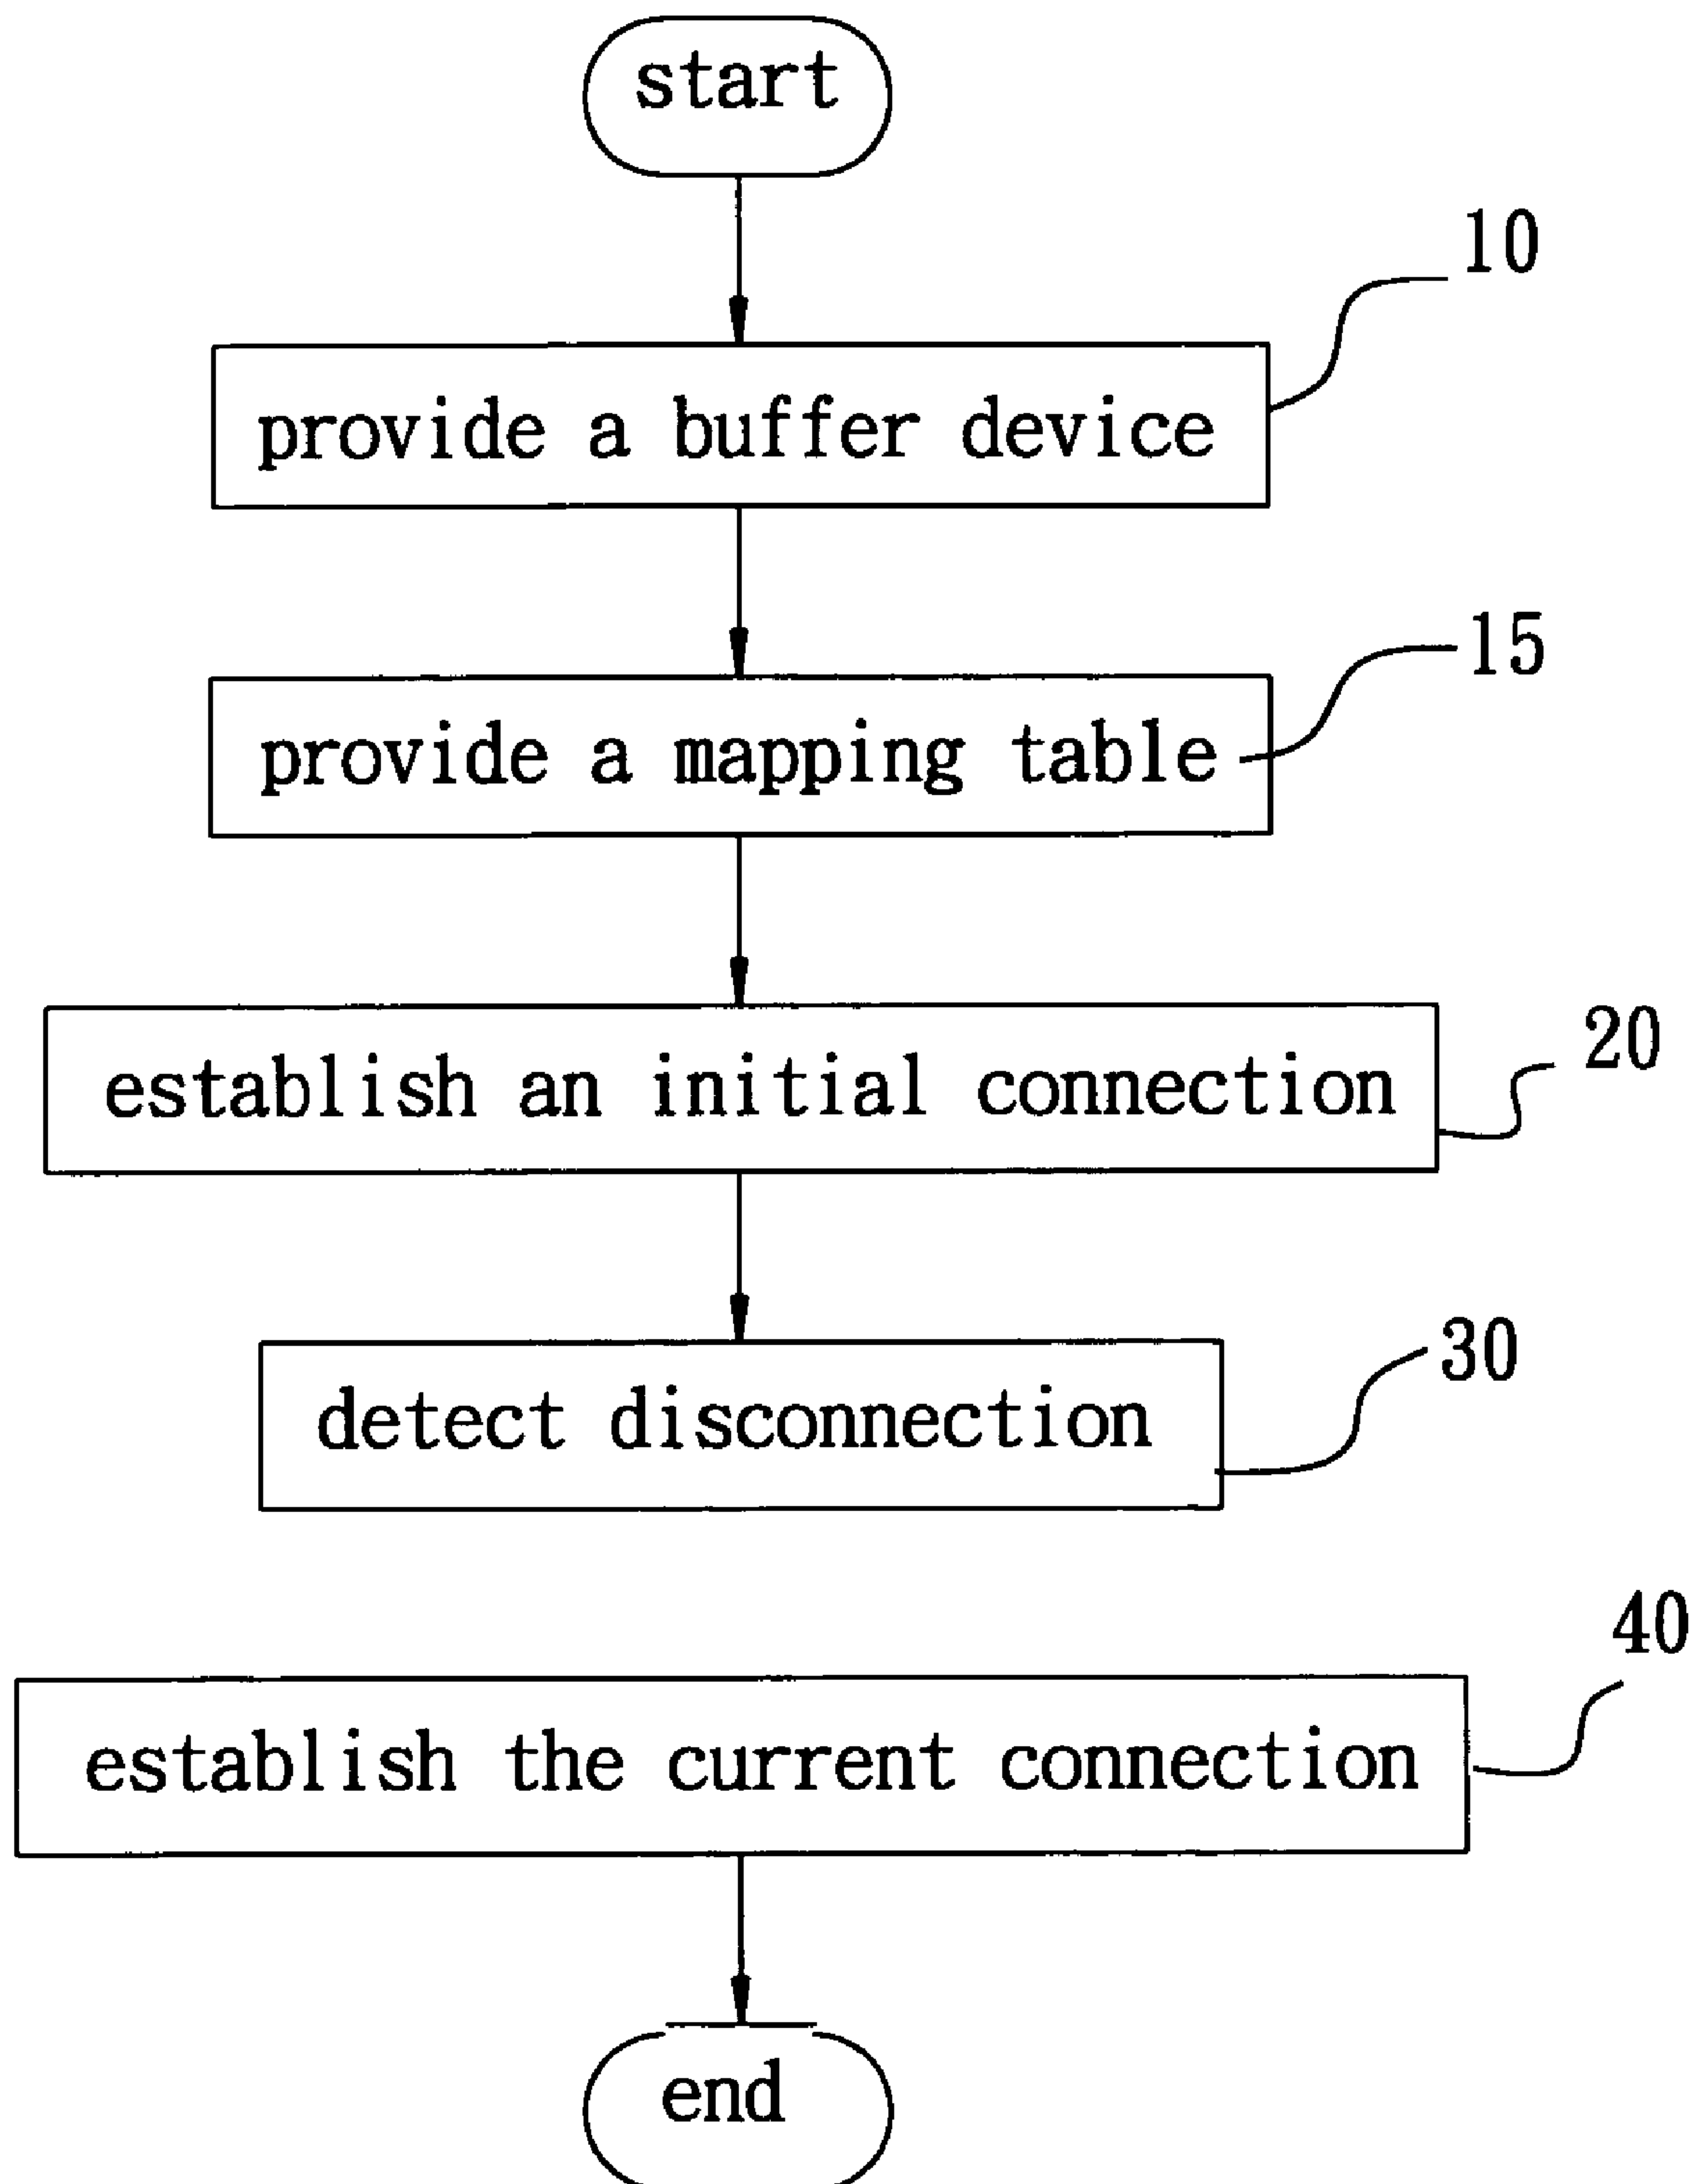 start
10
provide a buffer device
15
provide a mapping table
20
establish an initial connection
30
detect disconnection
40
establish the current connection
end